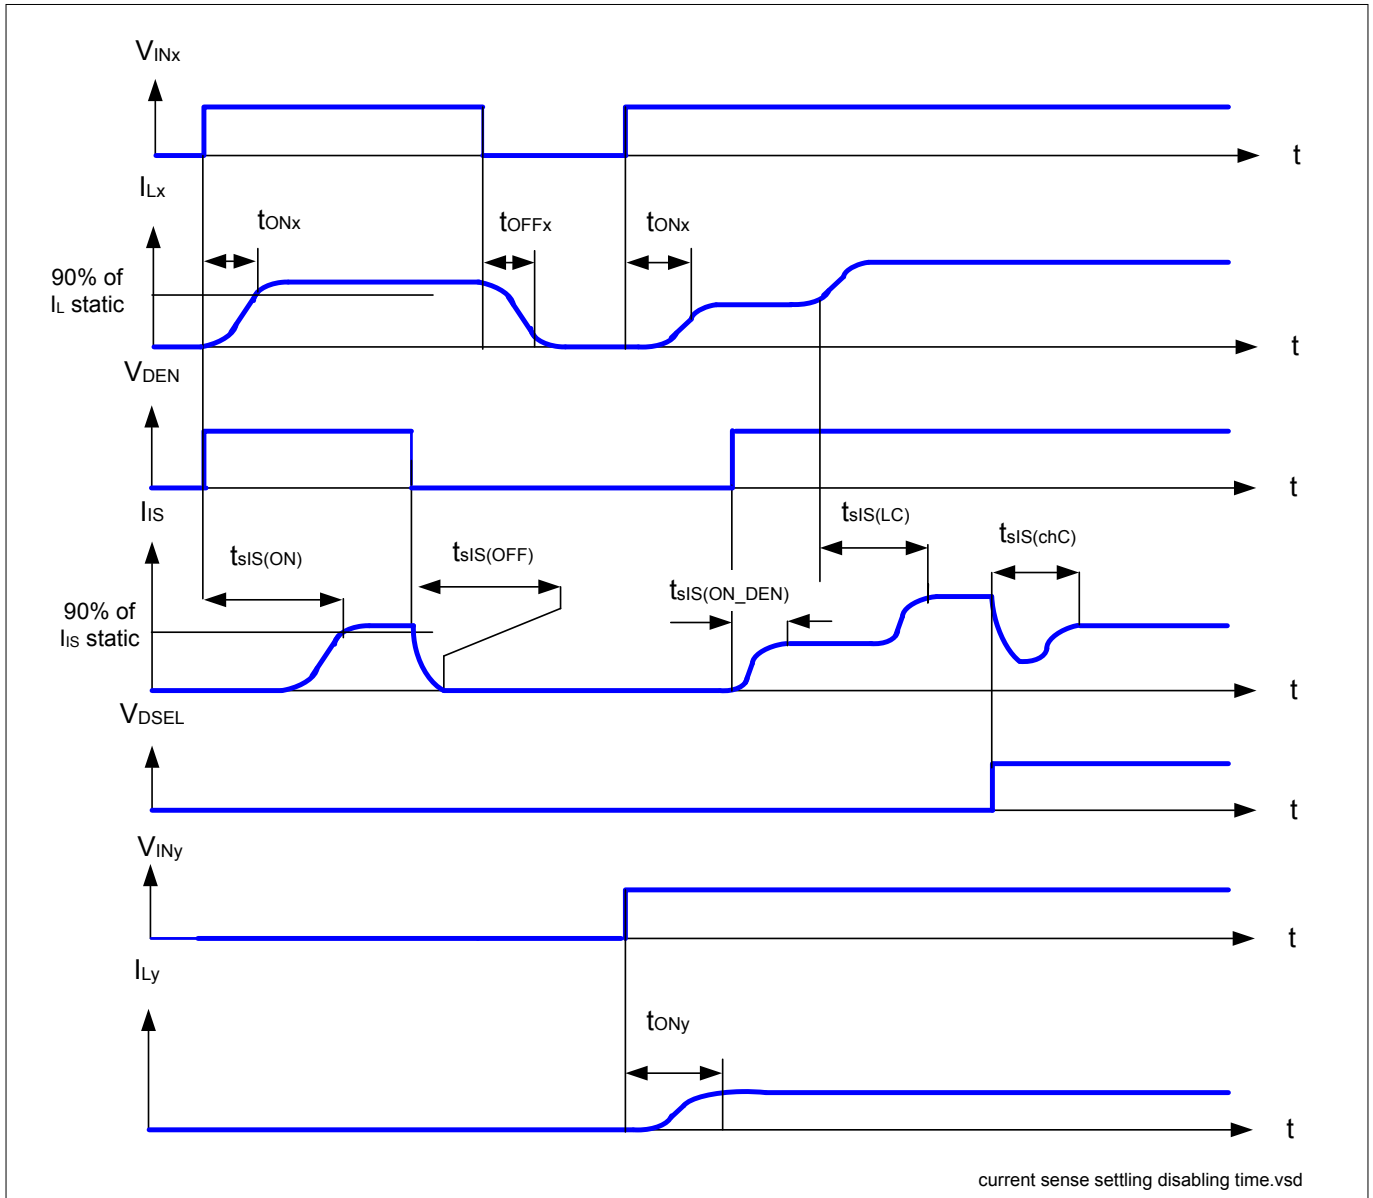 VINx
t
ILx
tONx
tOFFx
tONx
90% of
IL static
t
VDEN
t
IIS
tsIS(ON)
tsIS(OFF)
tsIS(LC)
tsIS(chC)
tsIS(ON_DEN)
90% of
IIS static
t
VDSEL
t
VINy
t
ILy
tONy
t
current sense settling disabling time.vsd